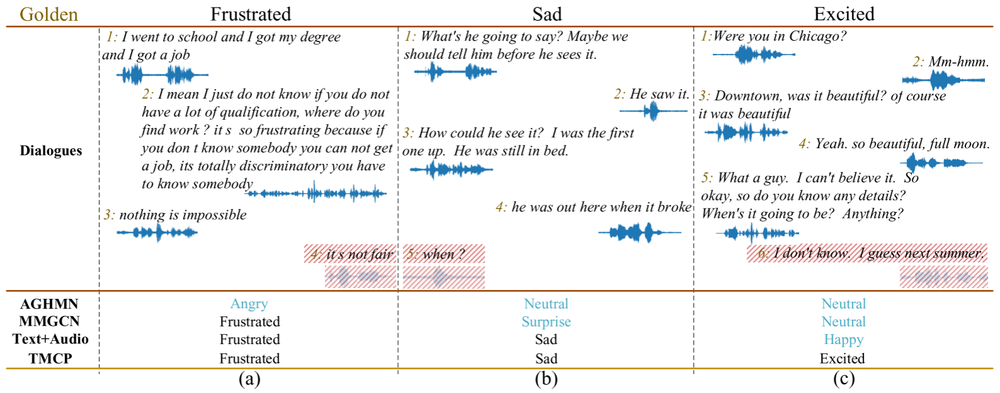 Golden Frustrated Sad Excited
Dialogues
1: I went to school and I got my degree
and I got a job
2: I mean I just do not know if you do not
have a lot of qualification, where do you
find work ? it s so frustrating because if
you don t know somebody you can not get
a job, its totally discriminatory you have
to know somebody
3: nothing is impossible
4: it s not fair
1: What's he going to say? Maybe we
should tell him before he sees it.
2: He saw it.
3: How could he see it? I was the first
one up. He was still in bed.
4: he was out here when it broke
5: when ?
1:Were you in Chicago?
2: Mm-hmm.
3: Downtown, was it beautiful? of course
it was beautiful
4: Yeah. so beautiful, full moon.
5: What a guy. I can't believe it. So
okay, so do you know any details?
When's it going to be? Anything?
6: I don't know. I guess next summer.
AGHMN Angry Neutral Neutral
MMGCN Frustrated Surprise Neutral
Text+Audio Frustrated Sad Happy
TMCP Frustrated Sad Excited
(a) (b) (c)